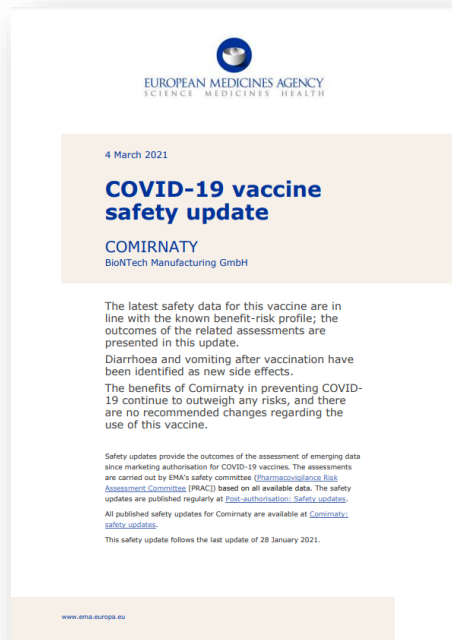 EUROPEAN MEDICINES AGENCY
SCIENCE MEDICINES HEALTH
4 March 2021
COVID-19 vaccine
safety update
COMIRNATY
BioNTech Manufacturing GmbH
The latest safety data for this vaccine are in
line with the known benefit-risk profile; the
outcomes of the related assessments are
presented in this update.
Diarrhoea and vomiting after vaccination have
been identified as new side effects.
The benefits of Comirnaty in preventing COVID-
19 continue to outweigh any risks, and there
are no recommended changes regarding the
use of this vaccine.
Safety updates provide the outcomes of the assessment of emerging data
since marketing authorisation for COVID-19 vaccines. The assessments
are carried out by EMA's safety committee (Pharmacovigilance Risk
Assessment Committee [PRAC]) based on all available data. The safety
updates are published regularly at Post-authorisation: Safety updates.
All published safety updates for Comirnaty are available at Comirnaty:
safety updates.
This safety update follows the last update of 28 January 2021.
www.ema.europa.eu